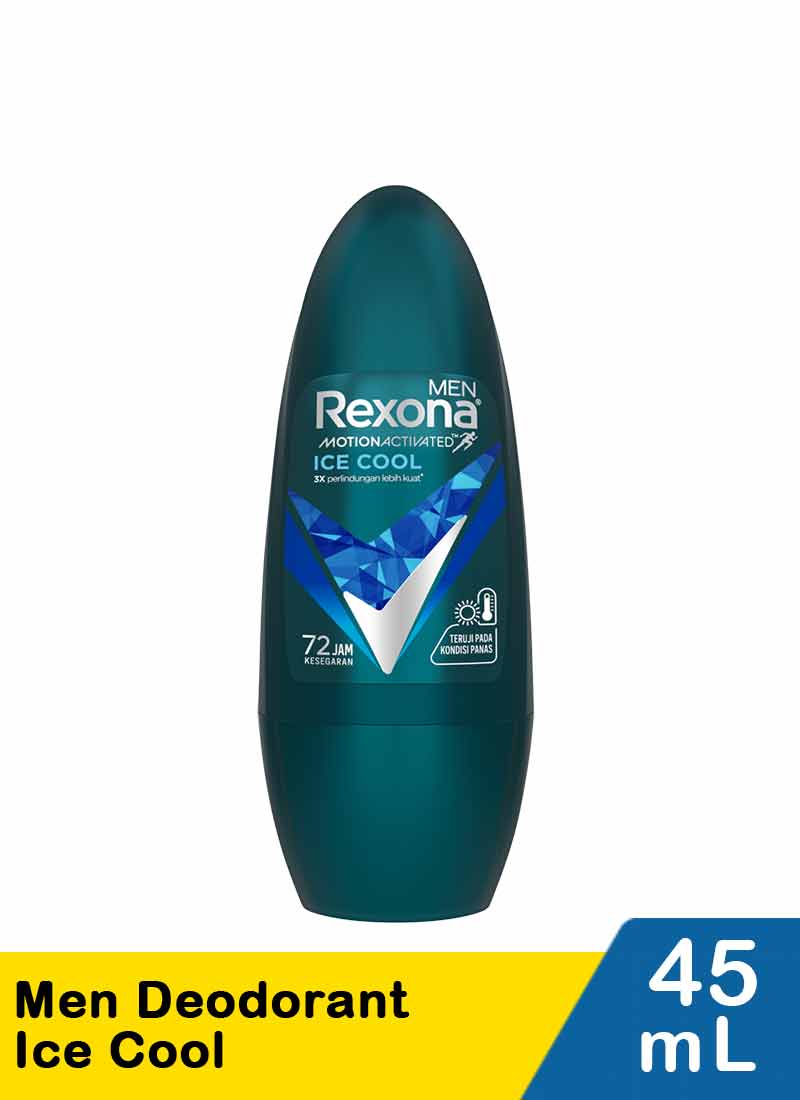 MEN
Rexona®
MOTIONACTIVATED™
ICE COOL
3X perlindungan lebih kuat*
72 JAM
KESEGARAN
TERUJI PADA
KONDISI PANAS
Men Deodorant
Ice Cool
45
mL